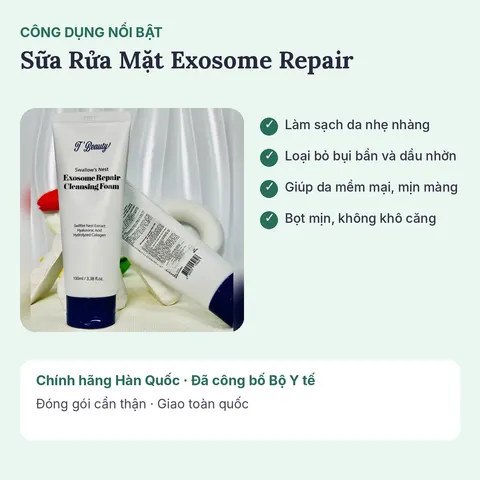 CÔNG DỤNG NỔI BẬT
Sữa Rửa Mặt Exosome Repair
T' Beauty!
Swallow's Nest
Exosome Repair
Cleansing Foam
Swiftlet Nest Extract
Hyaluronic Acid
Hydrolyzed Collagen
100ml / 3.38 fl.oz.
Làm sạch da nhẹ nhàng
Loại bỏ bụi bẩn và dầu nhờn
Giúp da mềm mại, mịn màng
Bọt mịn, không khô căng
Chính hãng Hàn Quốc · Đã công bố Bộ Y tế
Đóng gói cẩn thận · Giao toàn quốc